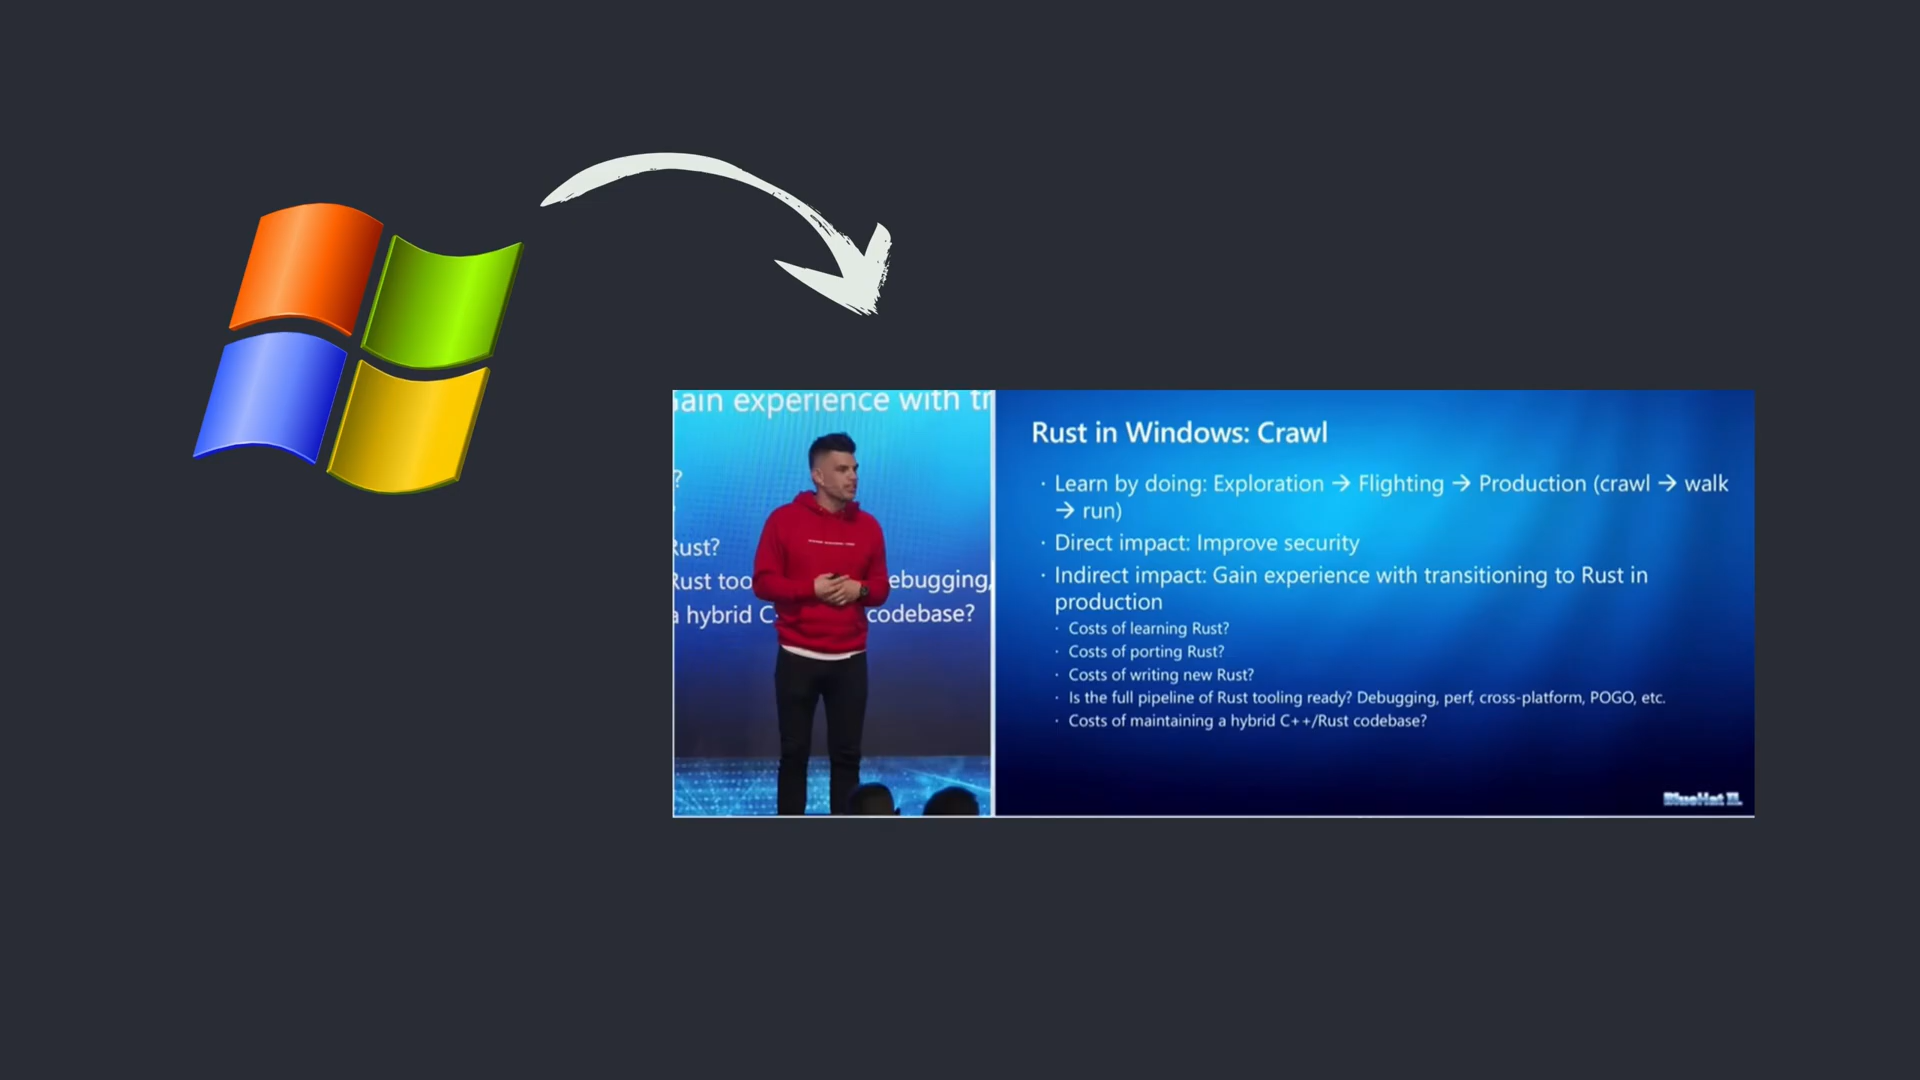 ain experience with tr
?
Rust?
Rust too ebugging,
a hybrid C codebase?
Rust in Windows: Crawl
· Learn by doing: Exploration → Flighting → Production (crawl → walk
→ run)
· Direct impact: Improve security
· Indirect impact: Gain experience with transitioning to Rust in
production
· Costs of learning Rust?
· Costs of porting Rust?
· Costs of writing new Rust?
· Is the full pipeline of Rust tooling ready? Debugging, perf, cross-platform, POGO, etc.
· Costs of maintaining a hybrid C++/Rust codebase?
BlueHat IL